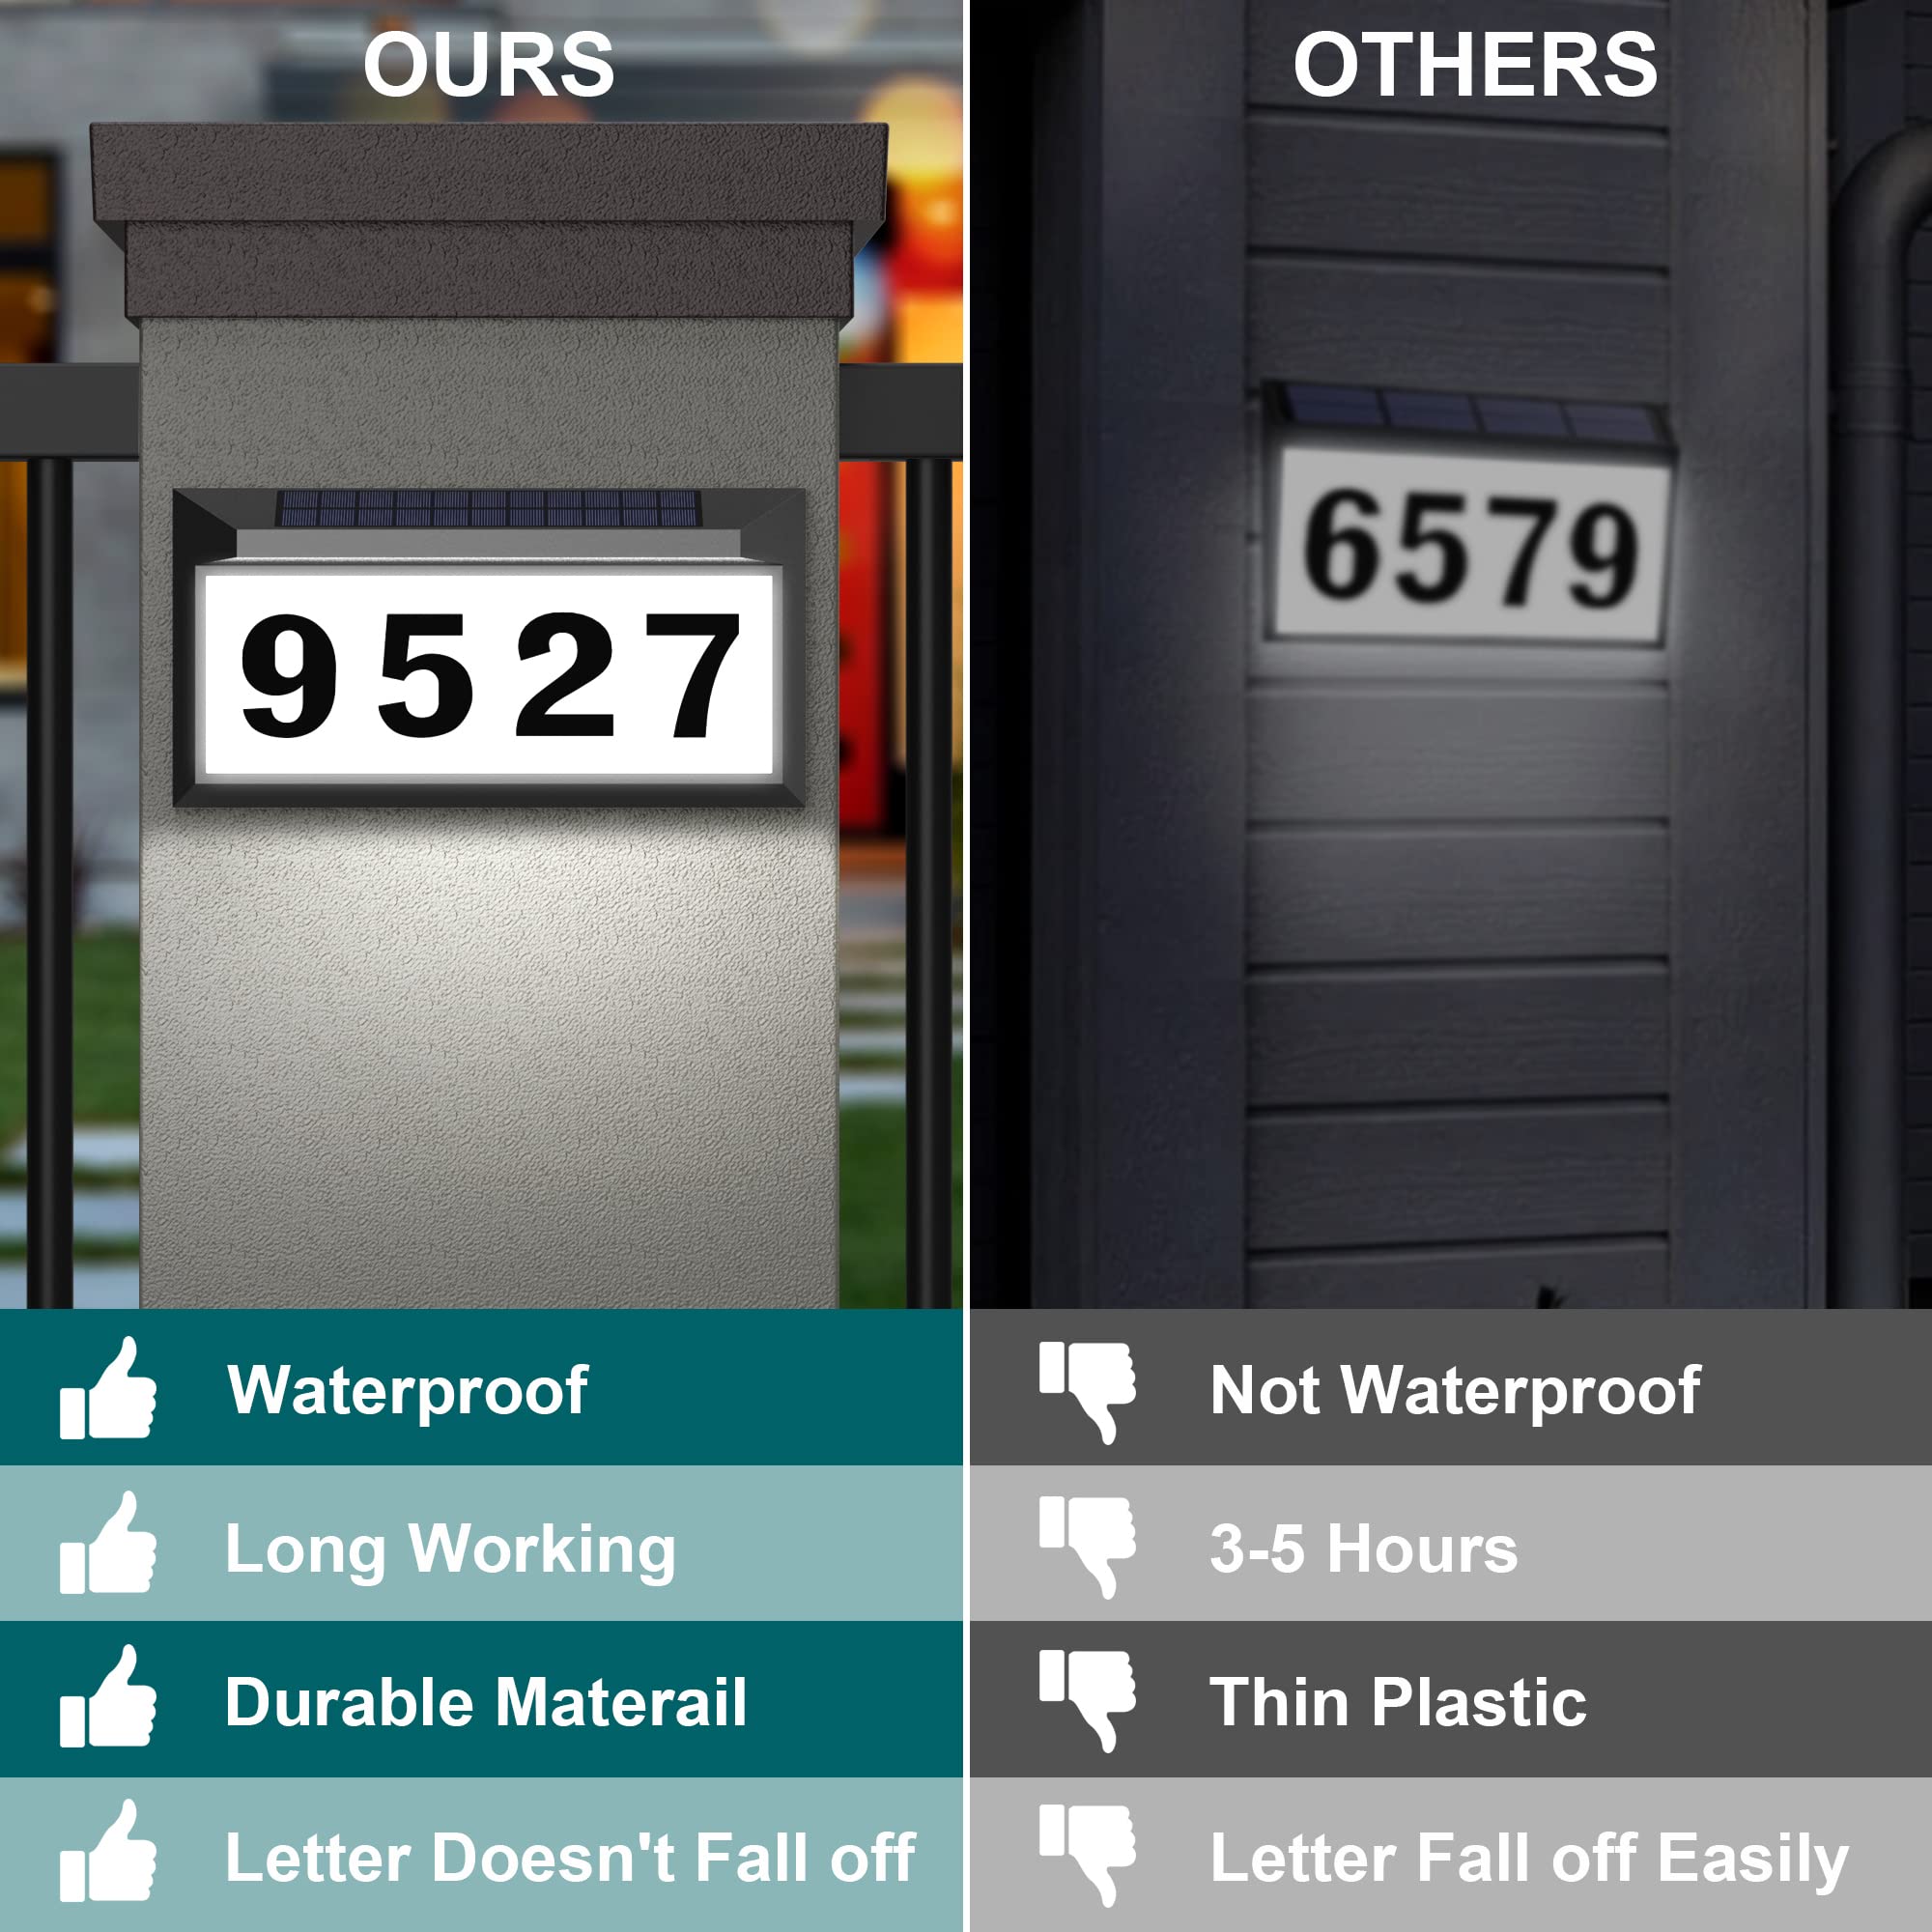 OURS
OTHERS
9527
6579
Waterproof
Not Waterproof
Long Working
3-5 Hours
Durable Materail
Thin Plastic
Letter Doesn't Fall off
Letter Fall off Easily